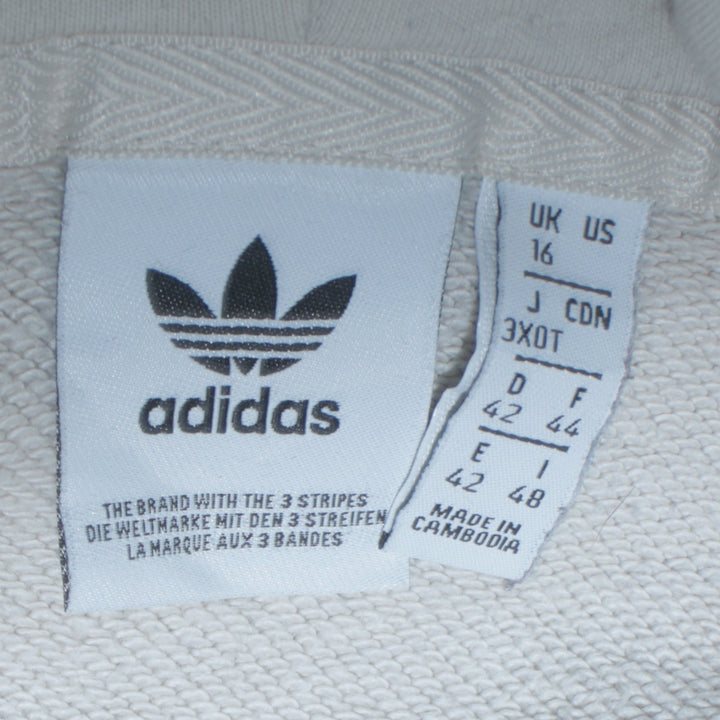 adidas
THE BRAND WITH THE 3 STRIPES
DIE WELTMARKE MIT DEN 3 STREIFEN
LA MARQUE AUX 3 BANDES
UK US
16
J CDN
3XOT
D F
42 44
E I
42 48
MADE IN
CAMBODIA